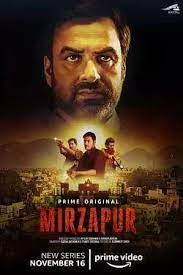 PRIME ORIGINAL
MIRZAPUR
NEW SERIES
NOVEMBER 16
prime video